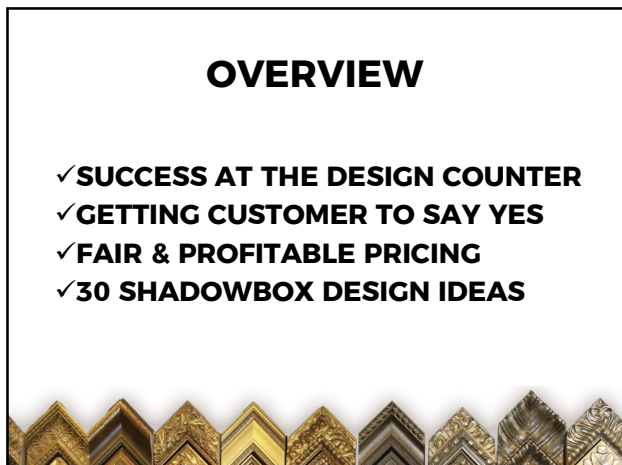 OVERVIEW
✓SUCCESS AT THE DESIGN COUNTER
✓GETTING CUSTOMER TO SAY YES
✓FAIR & PROFITABLE PRICING
✓30 SHADOWBOX DESIGN IDEAS